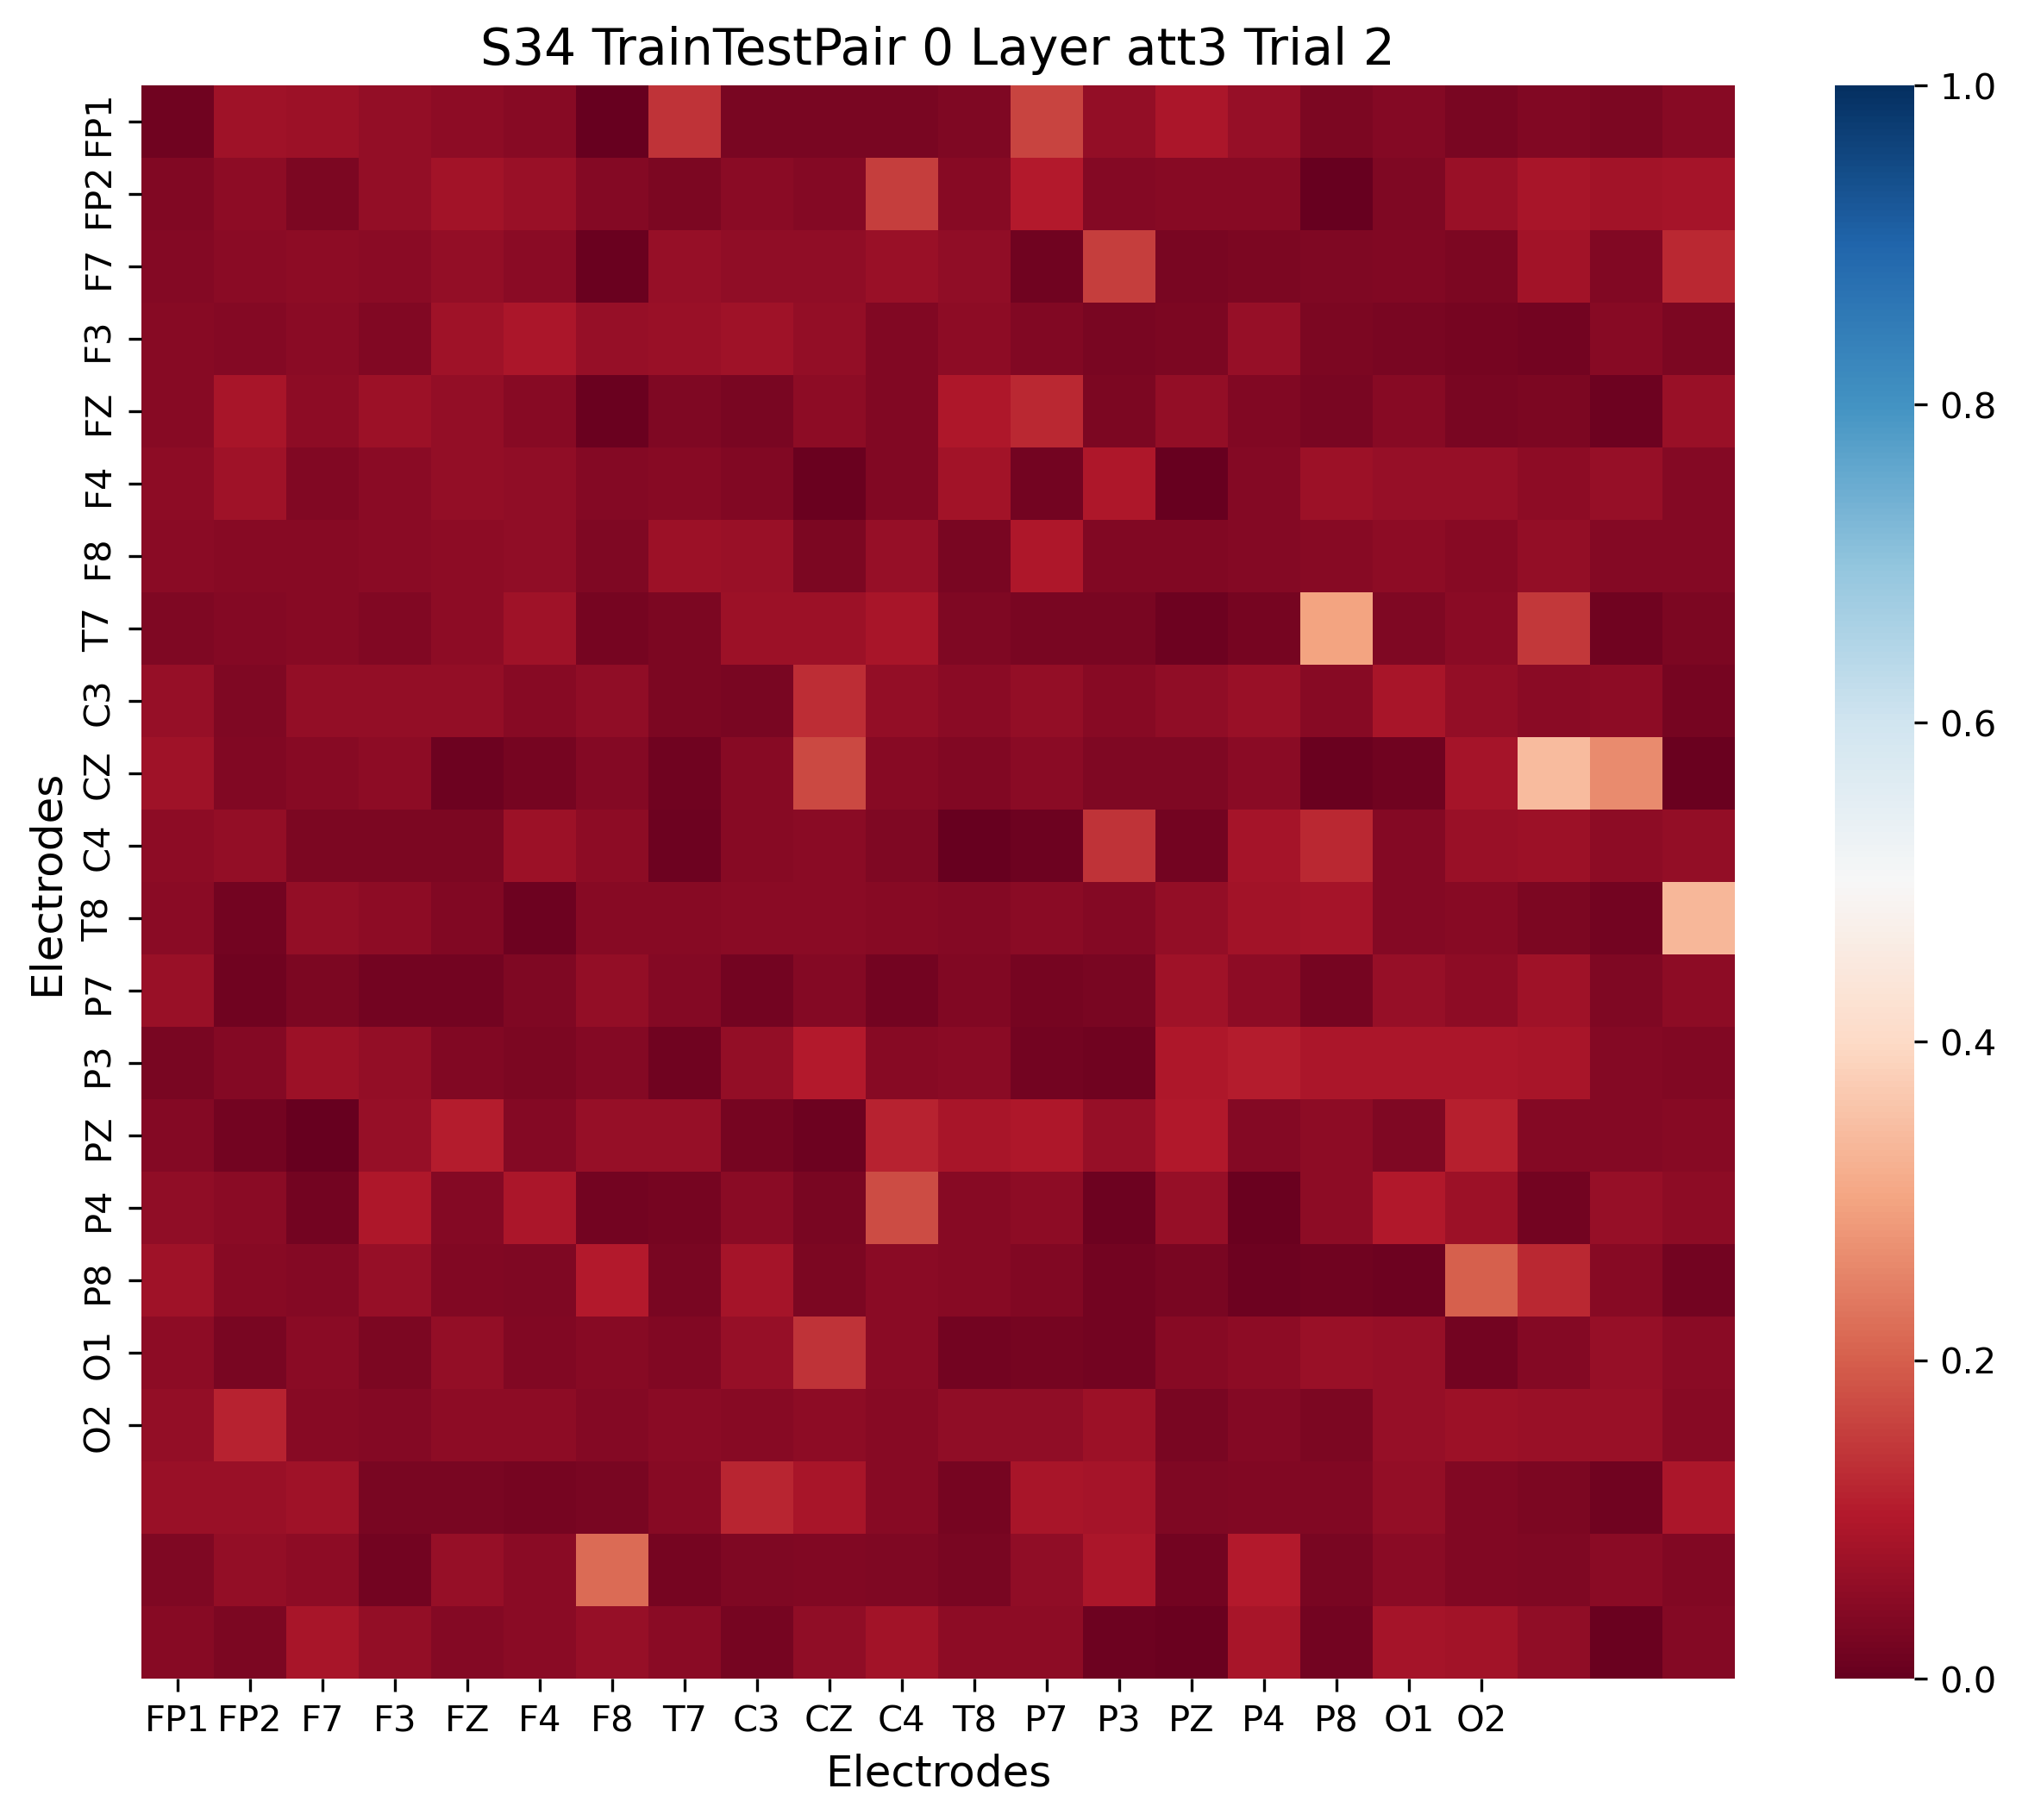 S34 TrainTestPair 0 Layer att3 Trial 2
Electrodes
FP1
FP2
F7
F3
FZ
F4
F8
T7
C3
CZ
C4
T8
P7
P3
PZ
P4
P8
O1
O2
FP1 FP2 F7 F3 FZ F4 F8 T7 C3 CZ C4 T8 P7 P3 PZ P4 P8 O1 O2
Electrodes
1.0
0.8
0.6
0.4
0.2
0.0